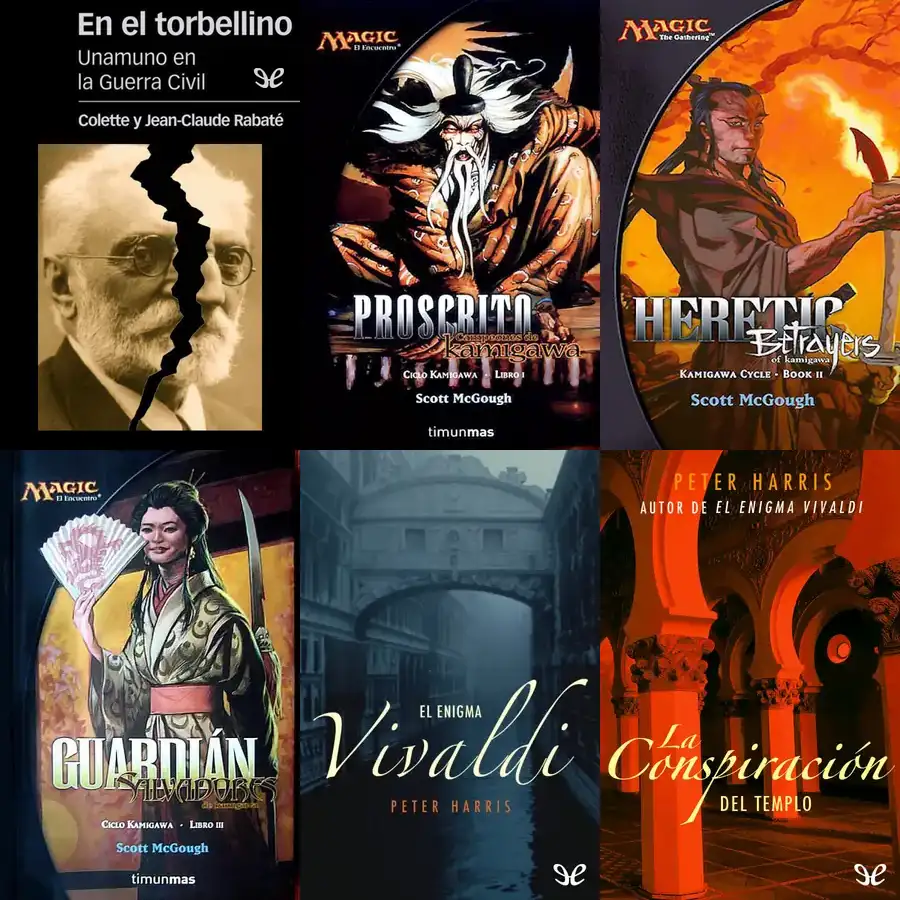 En el torbellino
Unamuno en
la Guerra Civil
Colette y Jean-Claude Rabaté
MAGIC
El Encuentro®
PROSCRITO
Campeones de
kamigawa
Ciclo Kamigawa · Libro I
Scott McGough
timunmas
MAGIC
The Gathering™
HERETIC
Betrayers
of kamigawa
Kamigawa Cycle · Book II
Scott McGough
MAGIC
El Encuentro®
GUARDIÁN
SALVADORES
de kamigawa
Ciclo Kamigawa · Libro III
Scott McGough
timunmas
EL ENIGMA
Vivaldi
PETER HARRIS
PETER HARRIS
AUTOR DE EL ENIGMA VIVALDI
La
Conspiración
DEL TEMPLO